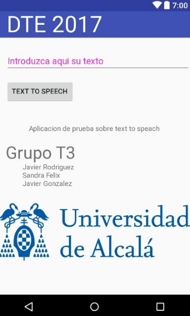 7:00
DTE 2017
Introduzca aqui su texto
TEXT TO SPEECH
Aplicacion de prueba sobre text to speach
Grupo T3
Javier Rodriguez
Sandra Felix
Javier Gonzalez
Universidad
de Alcalá